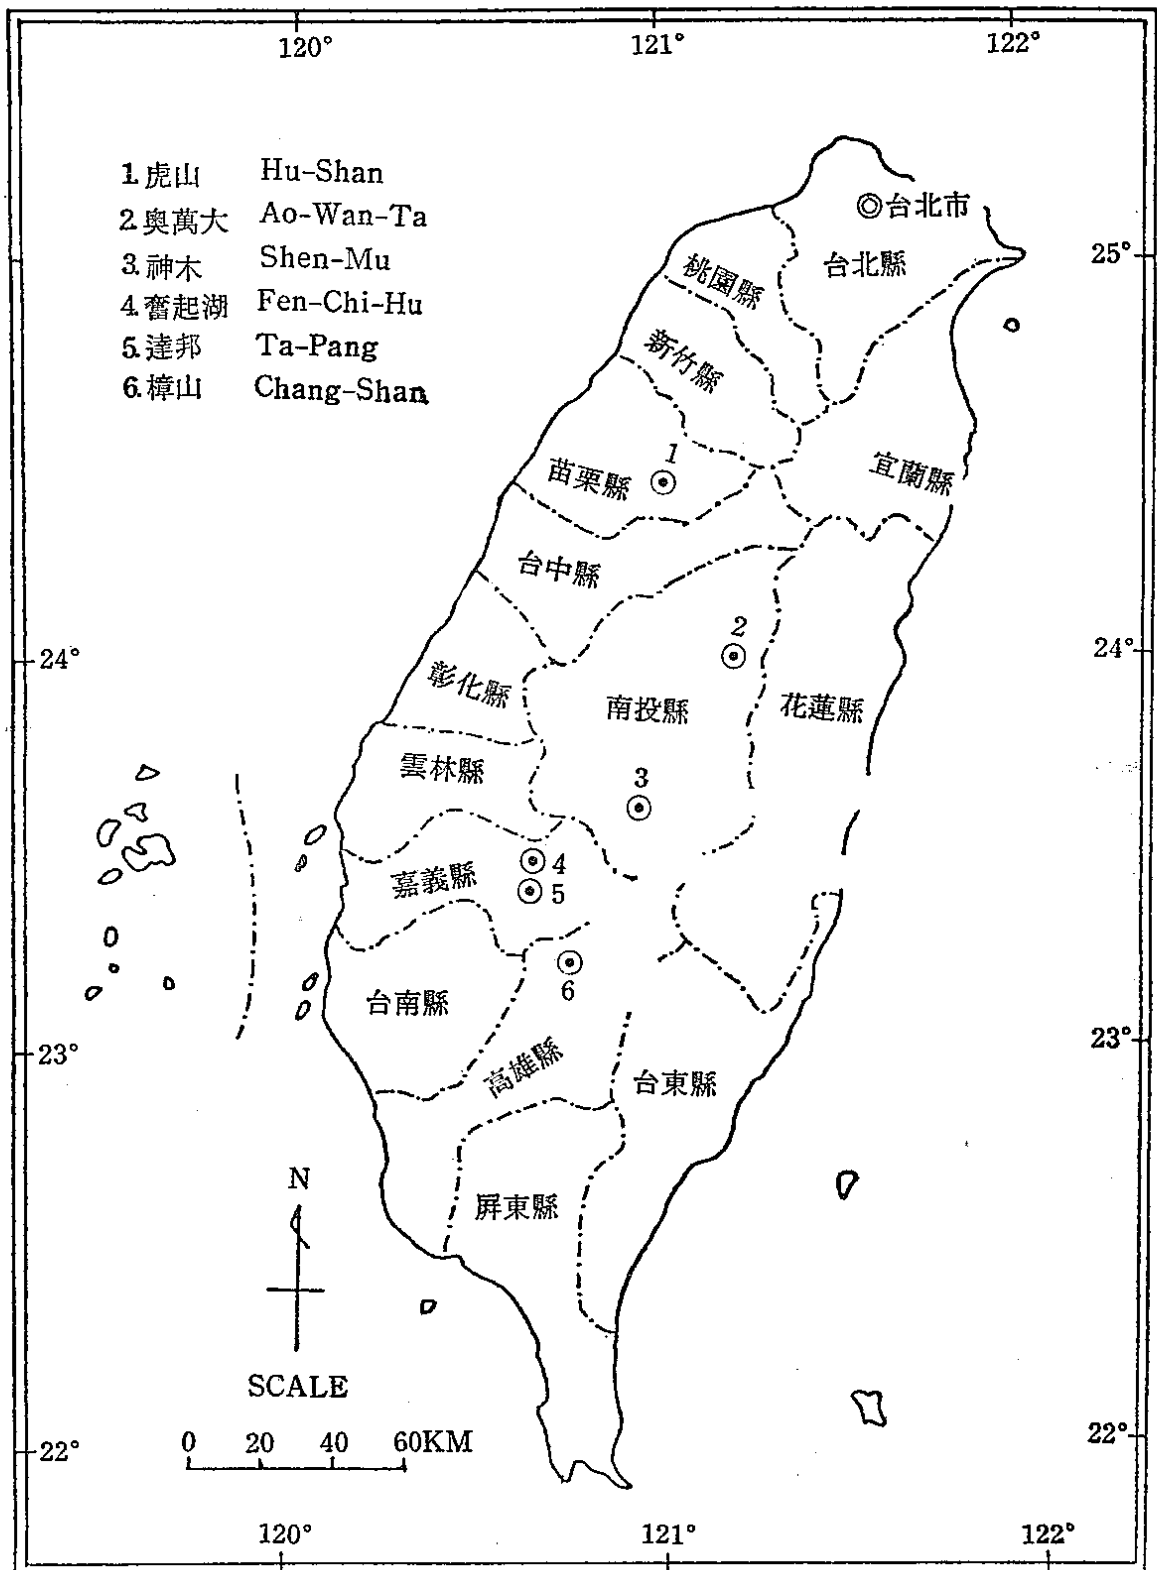 120° 121° 122°
1.虎山 Hu-Shan
2.奧萬大 Ao-Wan-Ta
3.神木 Shen-Mu
4.奮起湖 Fen-Chi-Hu
5.達邦 Ta-Pang
6.樟山 Chang-Shan
台北市
台北縣
25°
桃園縣
新竹縣
1
苗栗縣
宜蘭縣
台中縣
2
24° 24°
彰化縣
南投縣
花蓮縣
雲林縣
3
4
嘉義縣
5
6
台南縣
23° 23°
高雄縣
台東縣
N
屏東縣
SCALE
0 20 40 60KM
22° 22°
120° 121° 122°